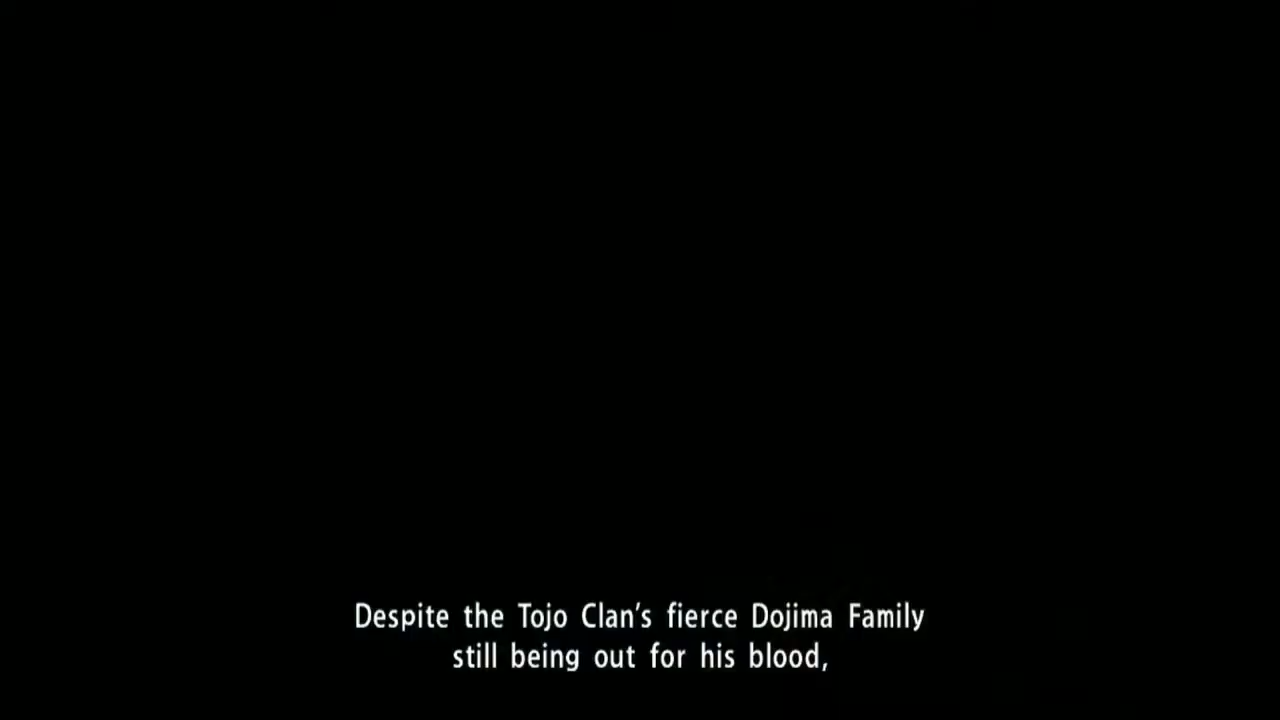 Despite the Tojo Clan's fierce Dojima Family
still being out for his blood,